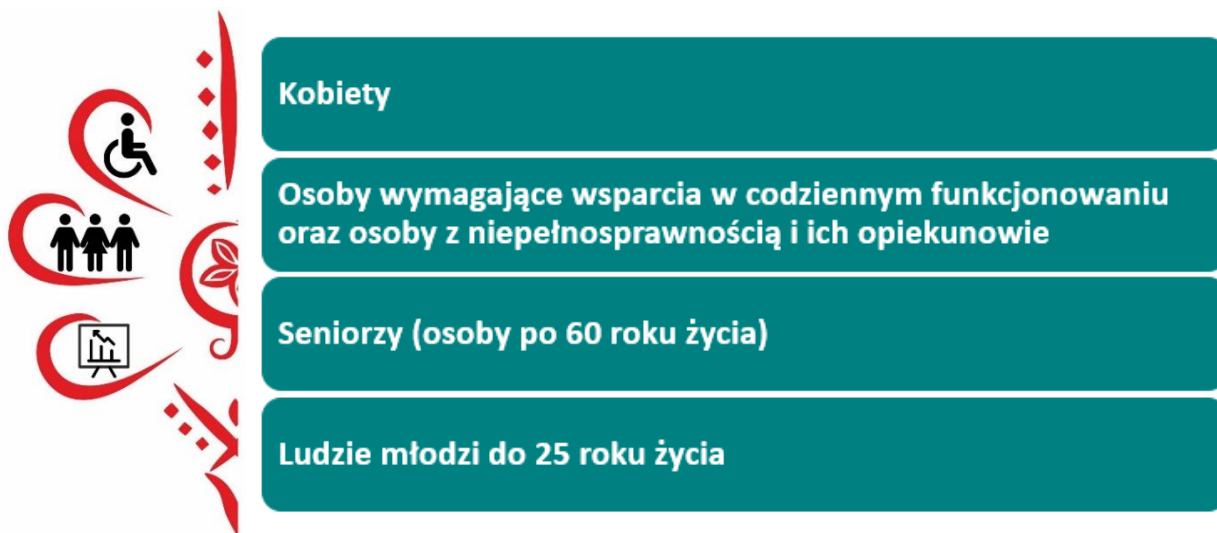 Kobiety
Osoby wymagające wsparcia w codziennym funkcjonowaniu
oraz osoby z niepełnosprawnością i ich opiekunowie
Seniorzy (osoby po 60 roku życia)
Ludzie młodzi do 25 roku życia